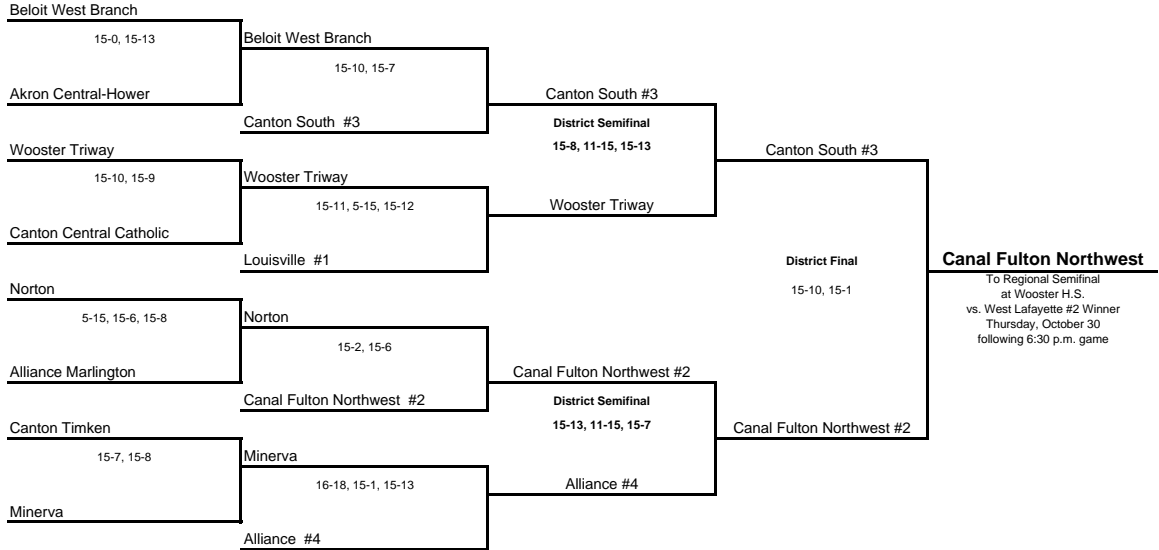 Beloit West Branch
15-0, 15-13
Beloit West Branch
15-10, 15-7
Akron Central-Hower
Canton South #3
Canton South  #3
District Semifinal
15-8, 11-15, 15-13
Wooster Triway
Canton South #3
15-10, 15-9
Wooster Triway
15-11, 5-15, 15-12
Wooster Triway
Canton Central Catholic
Louisville  #1
District Final
Canal Fulton Northwest
To Regional Semifinal
at Wooster H.S.
vs. West Lafayette #2 Winner
Thursday, October 30
following 6:30 p.m. game
15-10, 15-1
Norton
5-15, 15-6, 15-8
Norton
15-2, 15-6
Alliance Marlington
Canal Fulton Northwest #2
Canal Fulton Northwest  #2
District Semifinal
15-13, 11-15, 15-7
Canton Timken
Canal Fulton Northwest #2
15-7, 15-8
Minerva
16-18, 15-1, 15-13
Alliance #4
Minerva
Alliance  #4